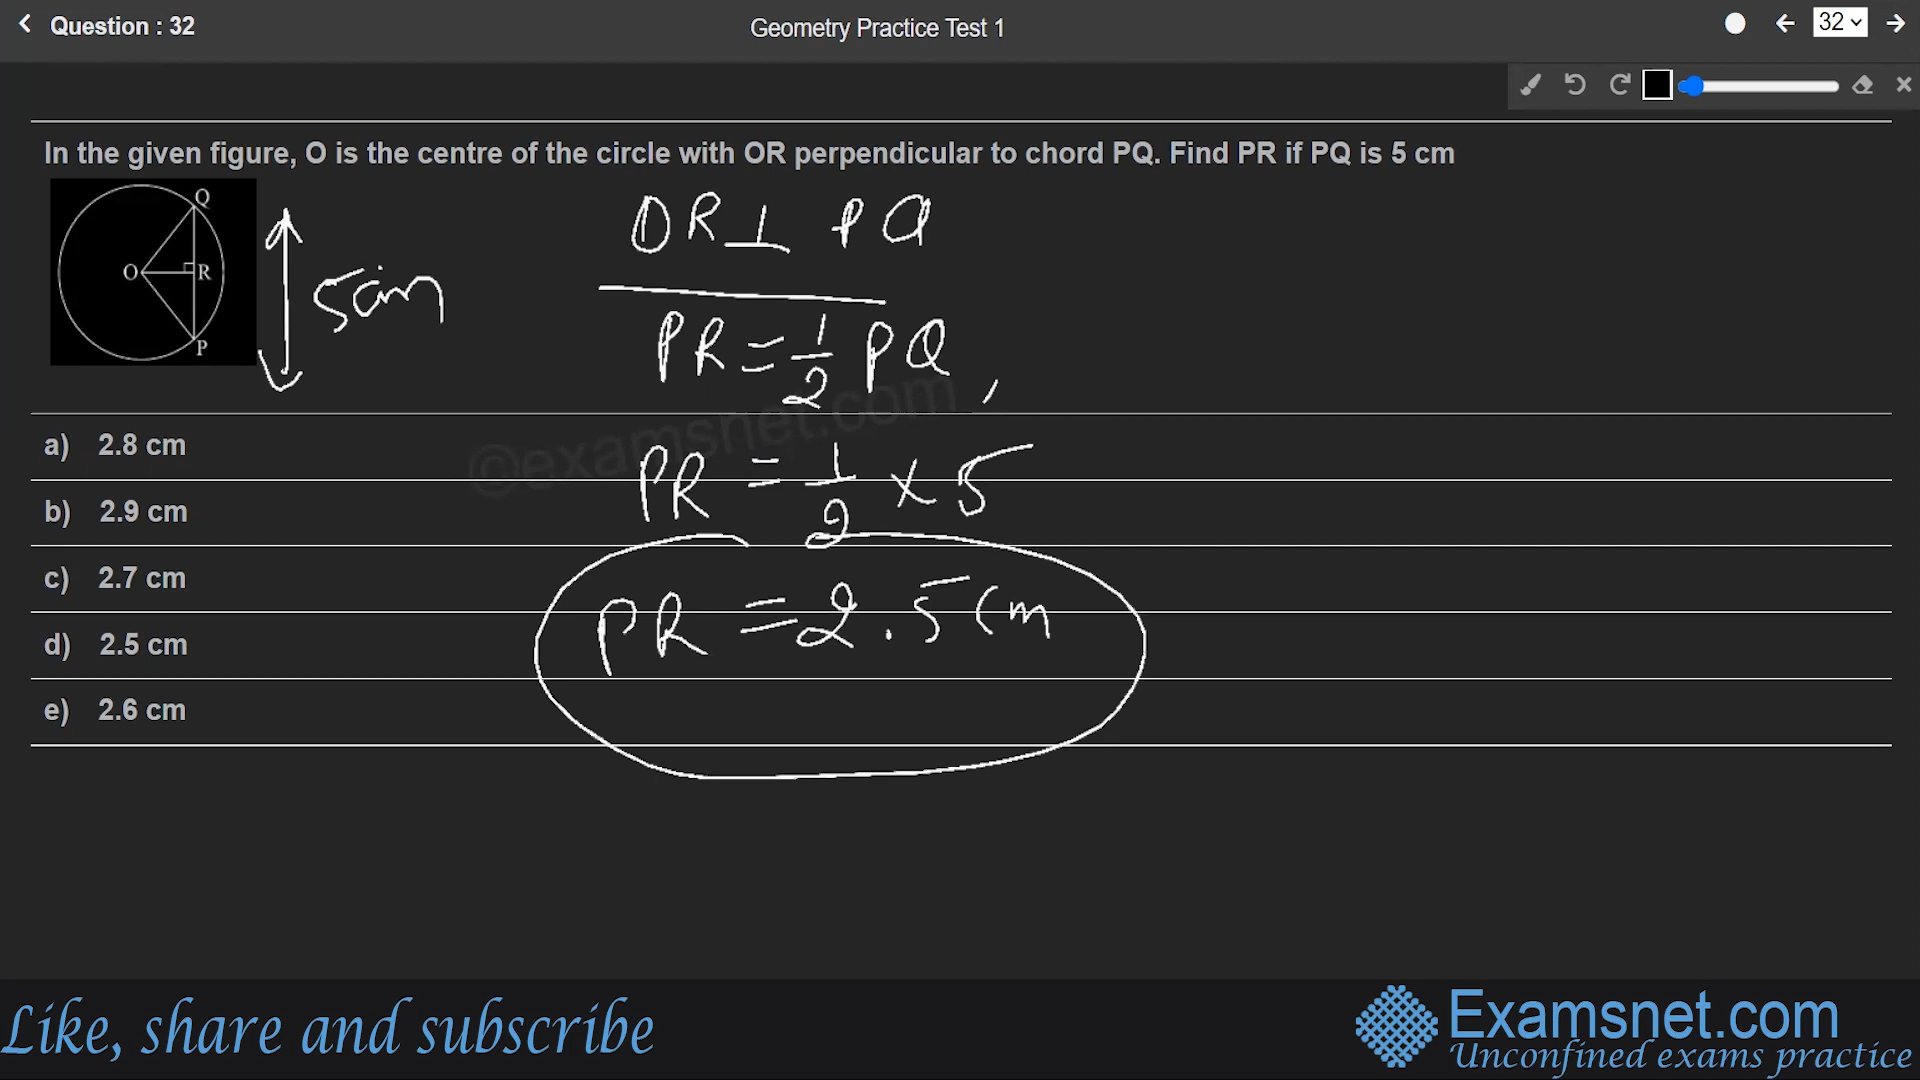 Question : 32
Geometry Practice Test 1
32
In the given figure, O is the centre of the circle with OR perpendicular to chord PQ. Find PR if PQ is 5 cm
Q
O
R
P
5cm
OR ⊥ PQ
PR = 1/2 PQ,
©examsnet.com
a) 2.8 cm
b) 2.9 cm
c) 2.7 cm
d) 2.5 cm
e) 2.6 cm
PR = 1/2 × 5
PR = 2.5 cm
Like, share and subscribe
Examsnet.com
Unconfined exams practice